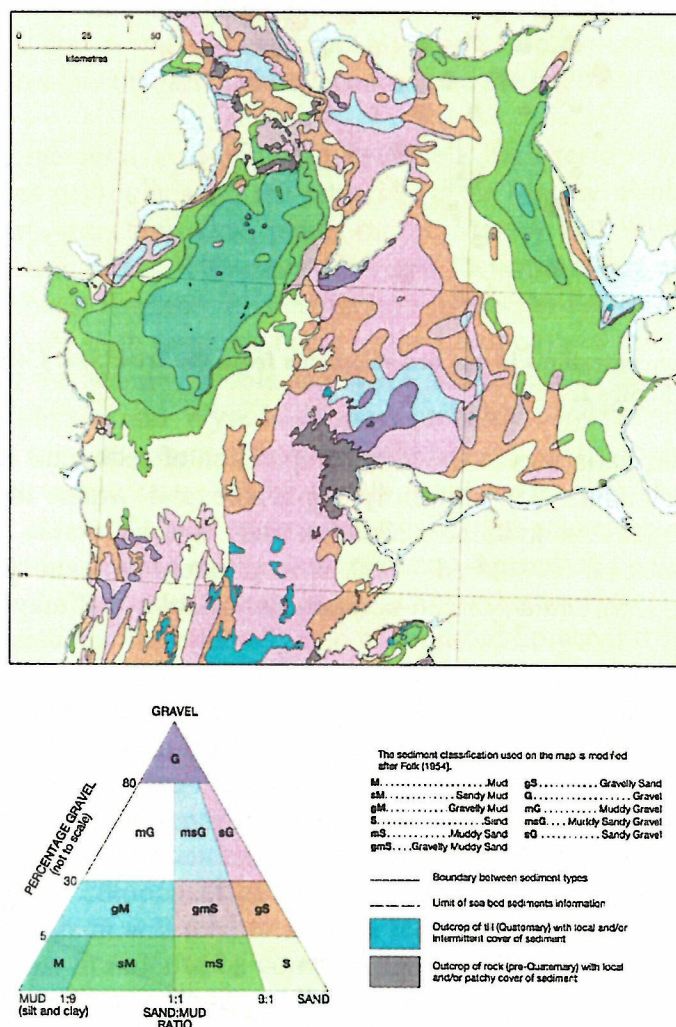 0 25 50
kilometres
5
GRAVEL
G
80
PERCENTAGE GRAVEL
(not to scale)
mG msG sG
30
gM gmS gS
5
M sM mS S
MUD 1:9 1:1 9:1 SAND
(silt and clay) SAND:MUD
RATIO
The sediment classification used on the map is modified
after Folk (1954).
M..................Mud
sM..........Sandy Mud
gM........Gravelly Mud
S..................Sand
mS..........Muddy Sand
gmS....Gravelly Muddy Sand
gS..........Gravelly Sand
G..................Gravel
mG..........Muddy Gravel
msG....Muddy Sandy Gravel
sG..........Sandy Gravel
Boundary between sediment types
Limit of sea bed sediments information
Outcrop of till (Quaternary) with local and/or
intermittent cover of sediment
Outcrop of rock (pre-Quaternary) with local
and/or patchy cover of sediment